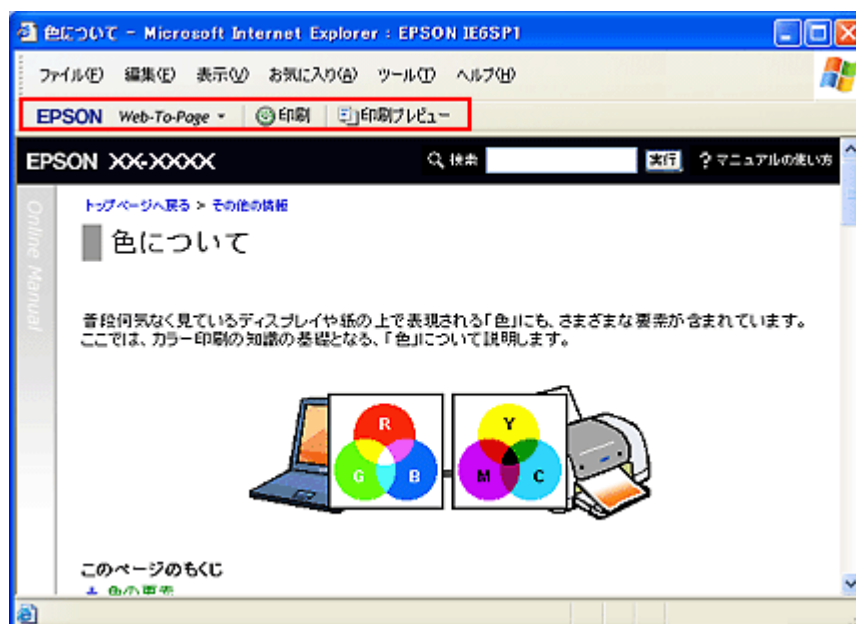 色について - Microsoft Internet Explorer : EPSON IE6SP1
ファイル(F) 編集(E) 表示(V) お気に入り(A) ツール(T) ヘルプ(H)
EPSON Web-To-Page 印刷 印刷プレビュー
EPSON XX-XXXX 検索 実行 ? マニュアルの使い方
Online Manual
トップページへ戻る > その他の情報
色について
普段何気なく見ているディスプレイや紙の上で表現される「色」にも、さまざまな要素が含まれています。
ここでは、カラー印刷の知識の基礎となる、「色」について説明します。
R Y
G B M C
このページのもくじ
色の要素